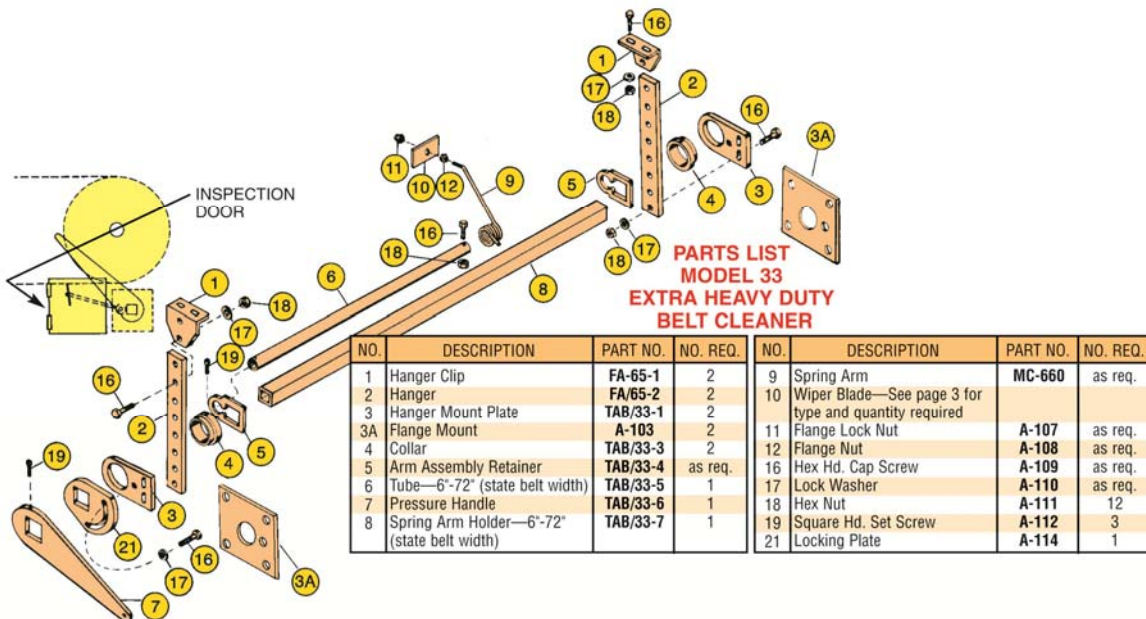 16
1
17
2
18
16
3A
11
10
12
9
5
4
3
INSPECTION
DOOR
16
18
17
18
6
8
1
18
17
19
16
2
5
4
19
3
21
16
17
7
3A
PARTS LIST
MODEL 33
EXTRA HEAVY DUTY
BELT CLEANER
NO. DESCRIPTION PART NO. NO. REQ.
1 Hanger Clip FA-65-1 2
2 Hanger FA/65-2 2
3 Hanger Mount Plate TAB/33-1 2
3A Flange Mount A-103 2
4 Collar TAB/33-3 2
5 Arm Assembly Retainer TAB/33-4 as req.
6 Tube—6"-72" (state belt width) TAB/33-5 1
7 Pressure Handle TAB/33-6 1
8 Spring Arm Holder—6"-72" TAB/33-7 1
(state belt width)
NO. DESCRIPTION PART NO. NO. REQ.
9 Spring Arm MC-660 as req.
10 Wiper Blade—See page 3 for
type and quantity required
11 Flange Lock Nut A-107 as req.
12 Flange Nut A-108 as req.
16 Hex Hd. Cap Screw A-109 as req.
17 Lock Washer A-110 as req.
18 Hex Nut A-111 12
19 Square Hd. Set Screw A-112 3
21 Locking Plate A-114 1